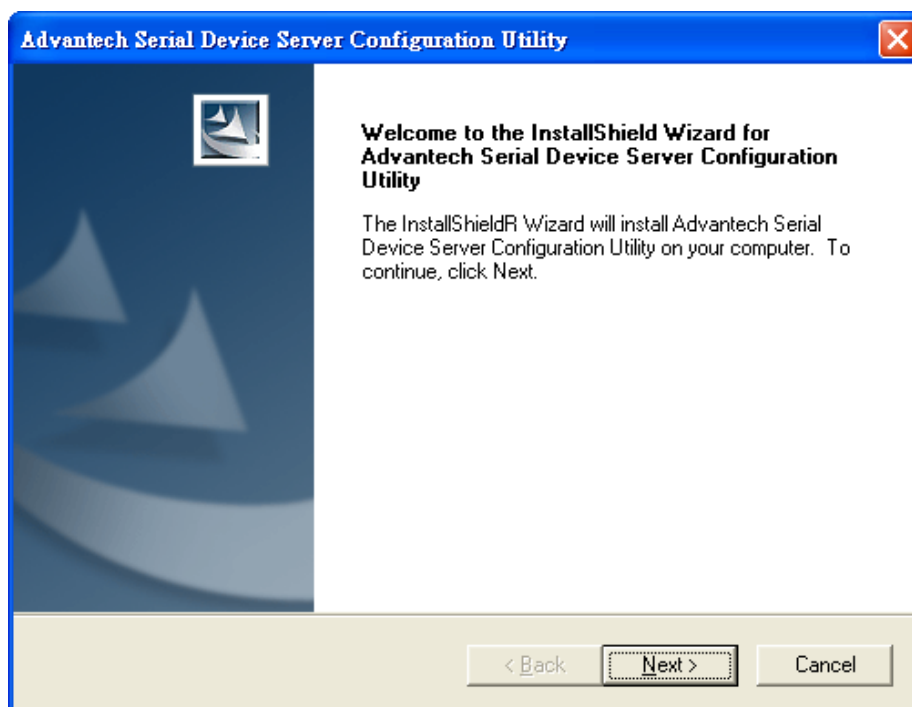 Advantech Serial Device Server Configuration Utility
Welcome to the InstallShield Wizard for
Advantech Serial Device Server Configuration
Utility
The InstallShieldR Wizard will install Advantech Serial
Device Server Configuration Utility on your computer. To
continue, click Next.
< Back
Next >
Cancel